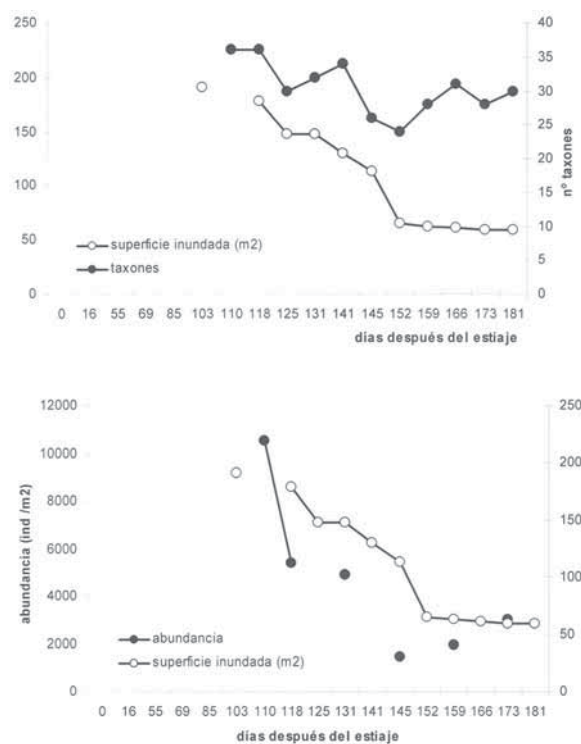 250
40
200
35
30
150
25
20
100
15
50
10
superficie inundada (m2)
5
taxones
0
0
nº taxones
0 16 55 69 85 103 110 118 125 131 141 145 152 159 166 173 181
días después del estiaje
12000
250
10000
200
8000
150
6000
100
4000
abundancia
50
2000
superficie inundada (m2)
0
0
abundancia (ind /m2)
0 16 55 69 85 103 110 118 125 131 141 145 152 159 166 173 181
días después del estiaje